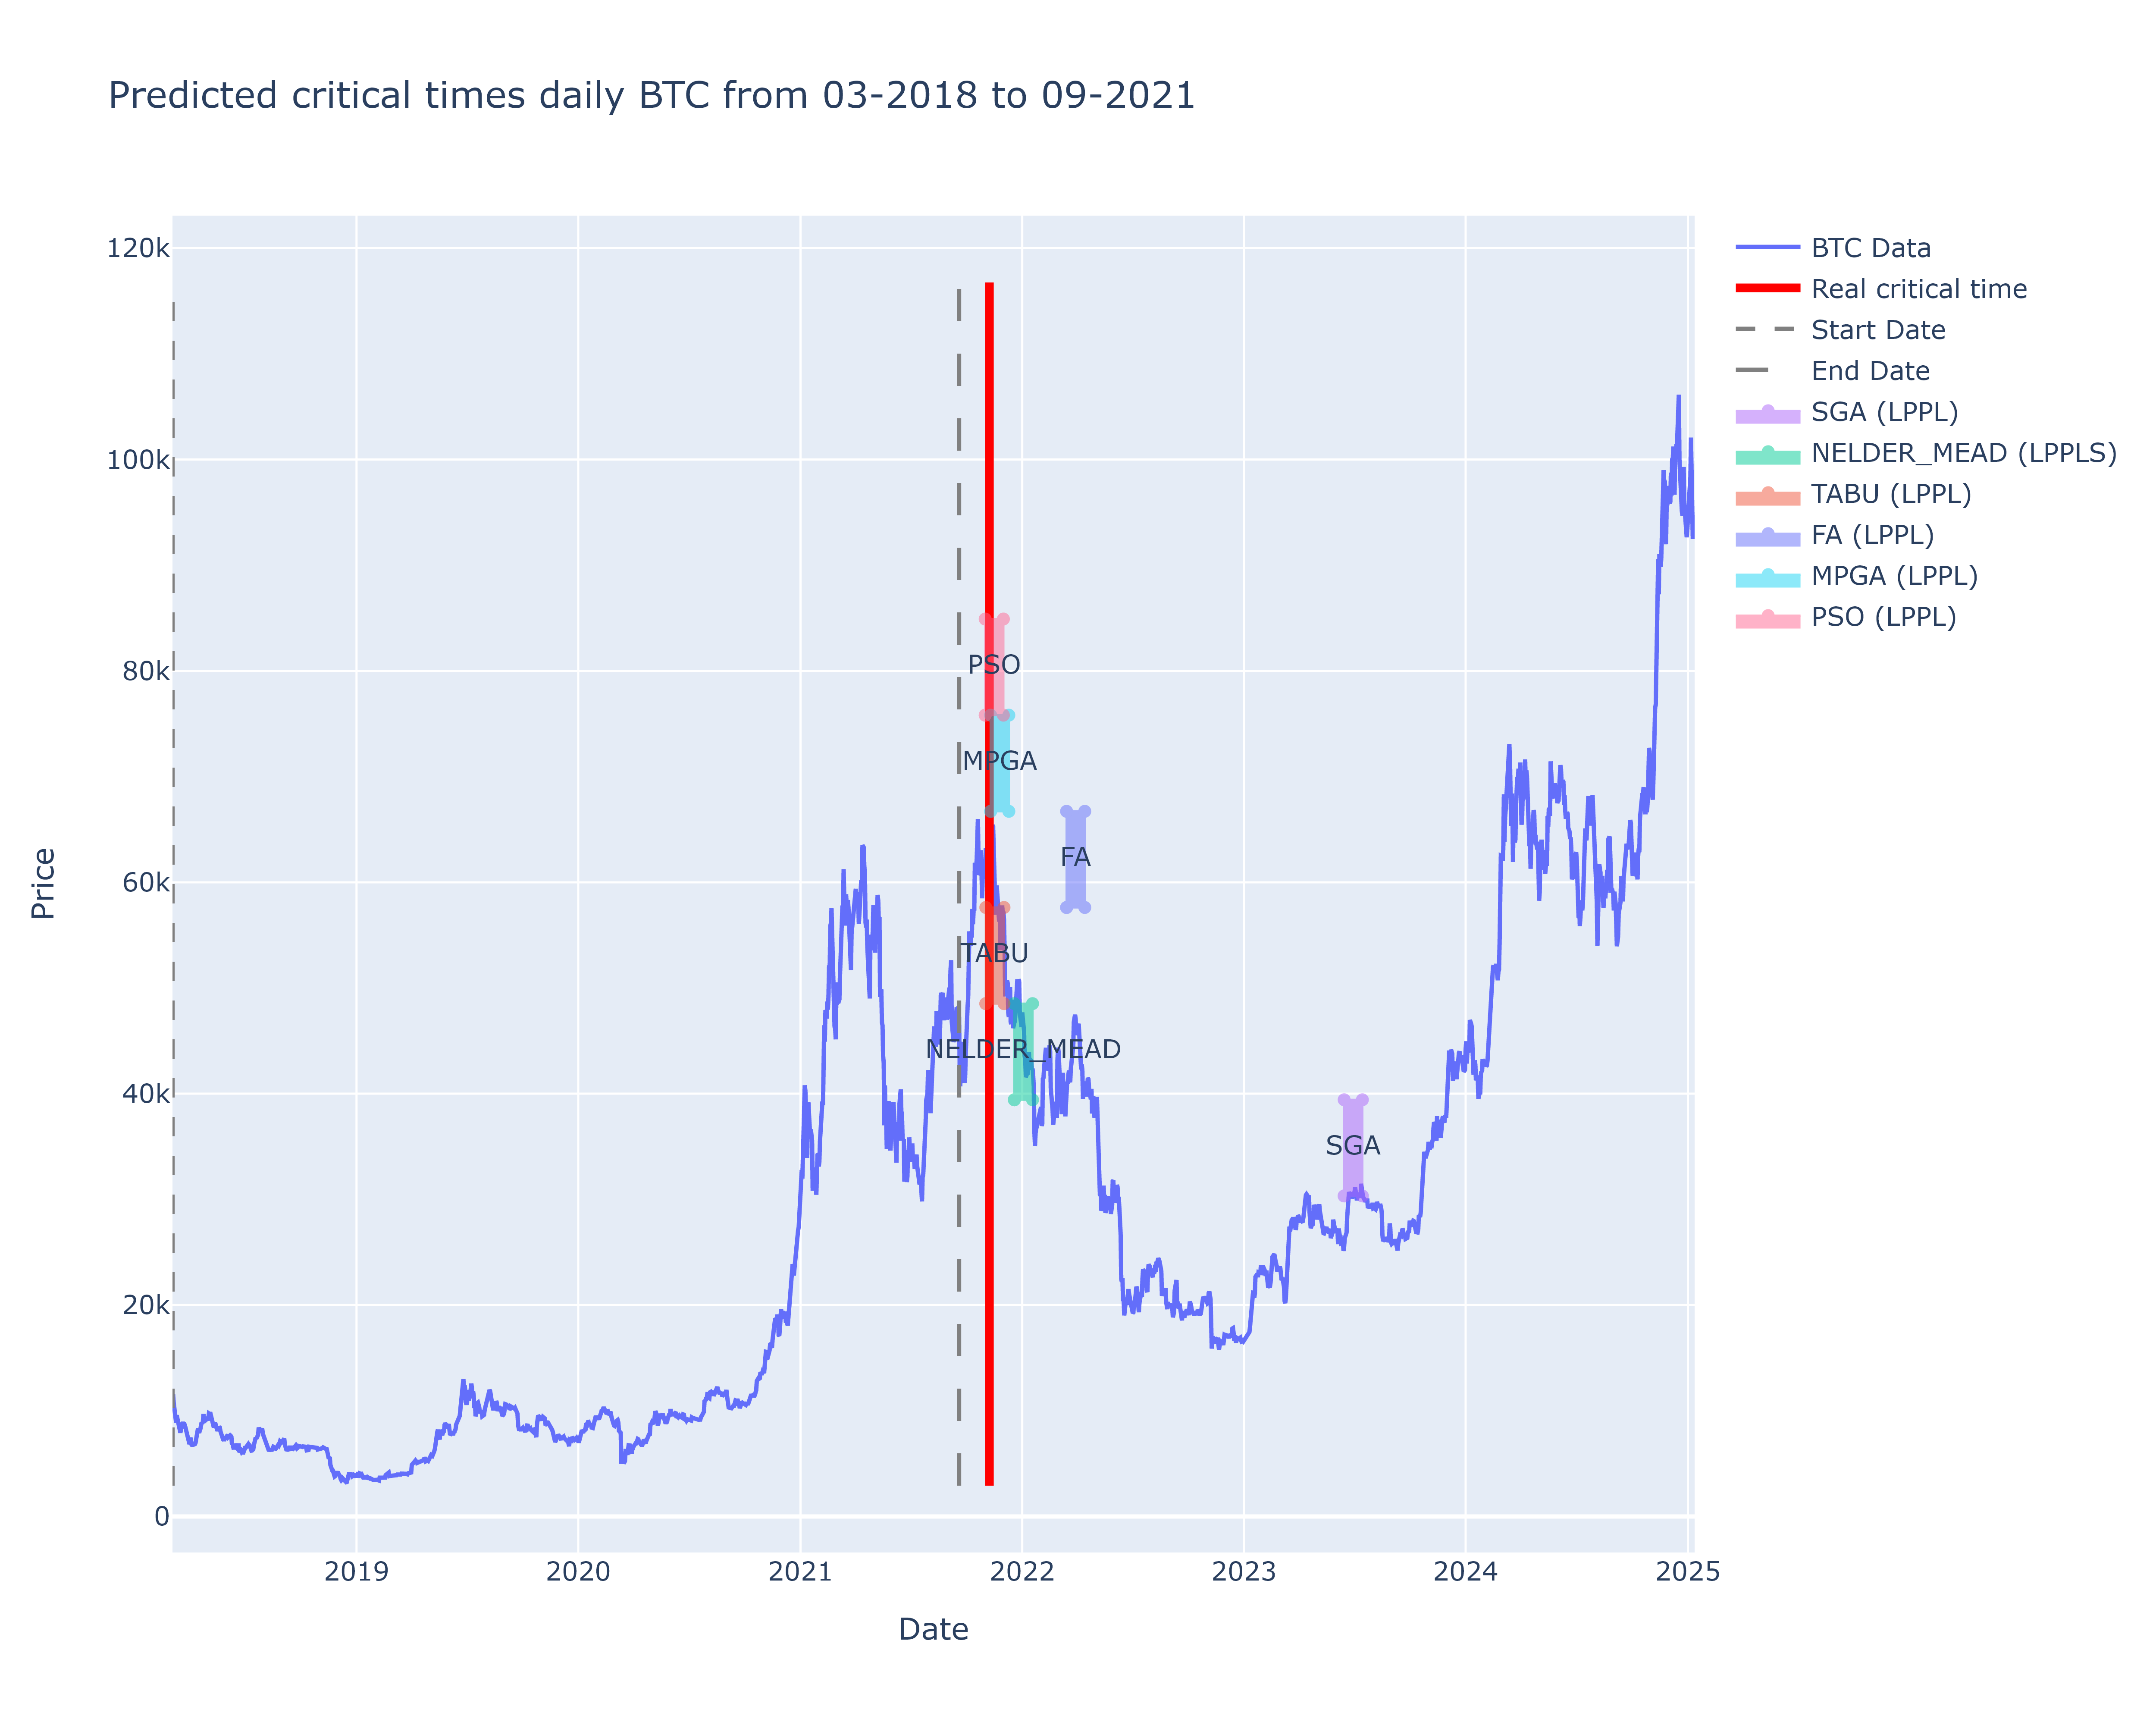 Predicted critical times daily BTC from 03-2018 to 09-2021
120k
100k
80k
60k
40k
20k
0
Price
2019
2020
2021
2022
2023
2024
2025
Date
PSO
MPGA
FA
TABU
NELDER_MEAD
SGA
BTC Data
Real critical time
Start Date
End Date
SGA (LPPL)
NELDER_MEAD (LPPLS)
TABU (LPPL)
FA (LPPL)
MPGA (LPPL)
PSO (LPPL)